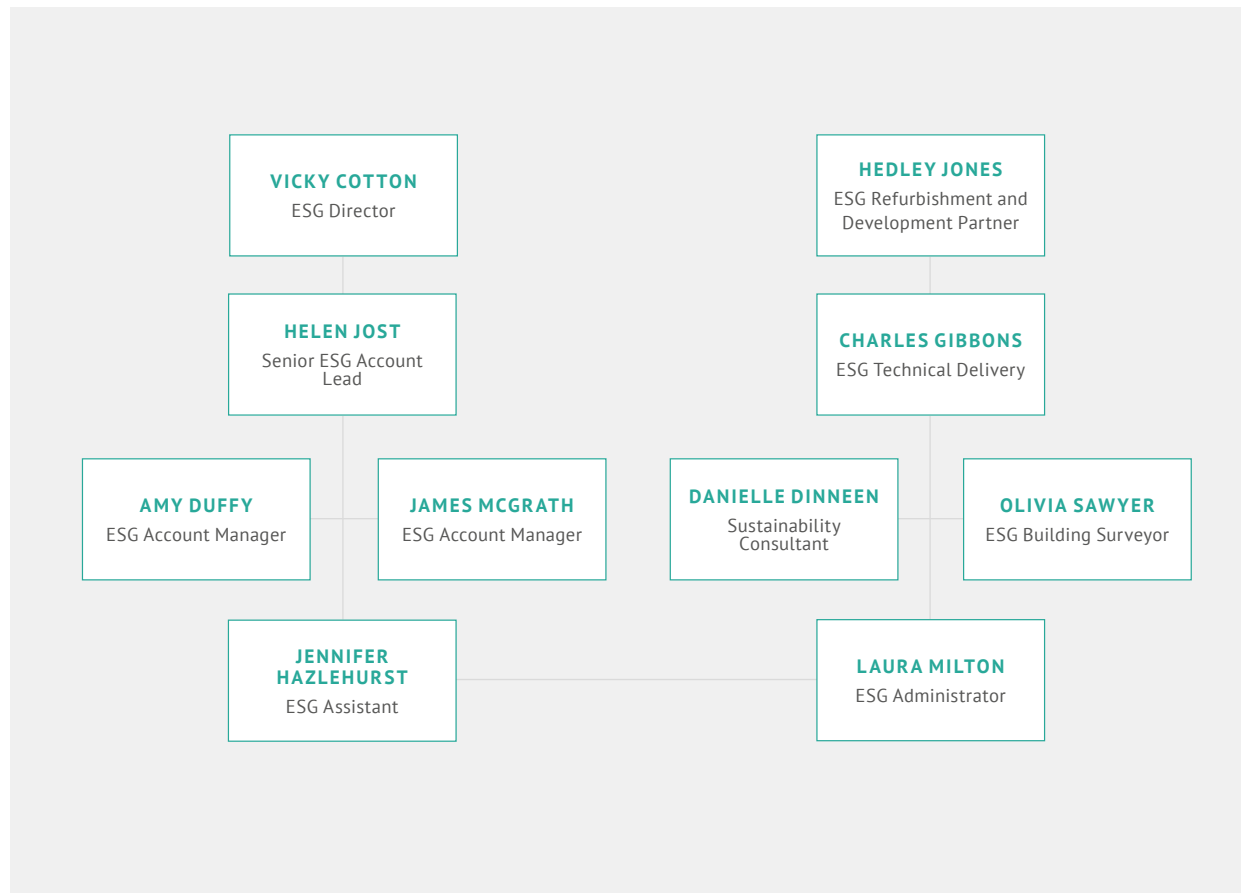 VICKY COTTON
ESG Director
HEDLEY JONES
ESG Refurbishment and
Development Partner
HELEN JOST
Senior ESG Account
Lead
CHARLES GIBBONS
ESG Technical Delivery
AMY DUFFY
ESG Account Manager
JAMES MCGRATH
ESG Account Manager
DANIELLE DINNEEN
Sustainability
Consultant
OLIVIA SAWYER
ESG Building Surveyor
JENNIFER
HAZLEHURST
ESG Assistant
LAURA MILTON
ESG Administrator